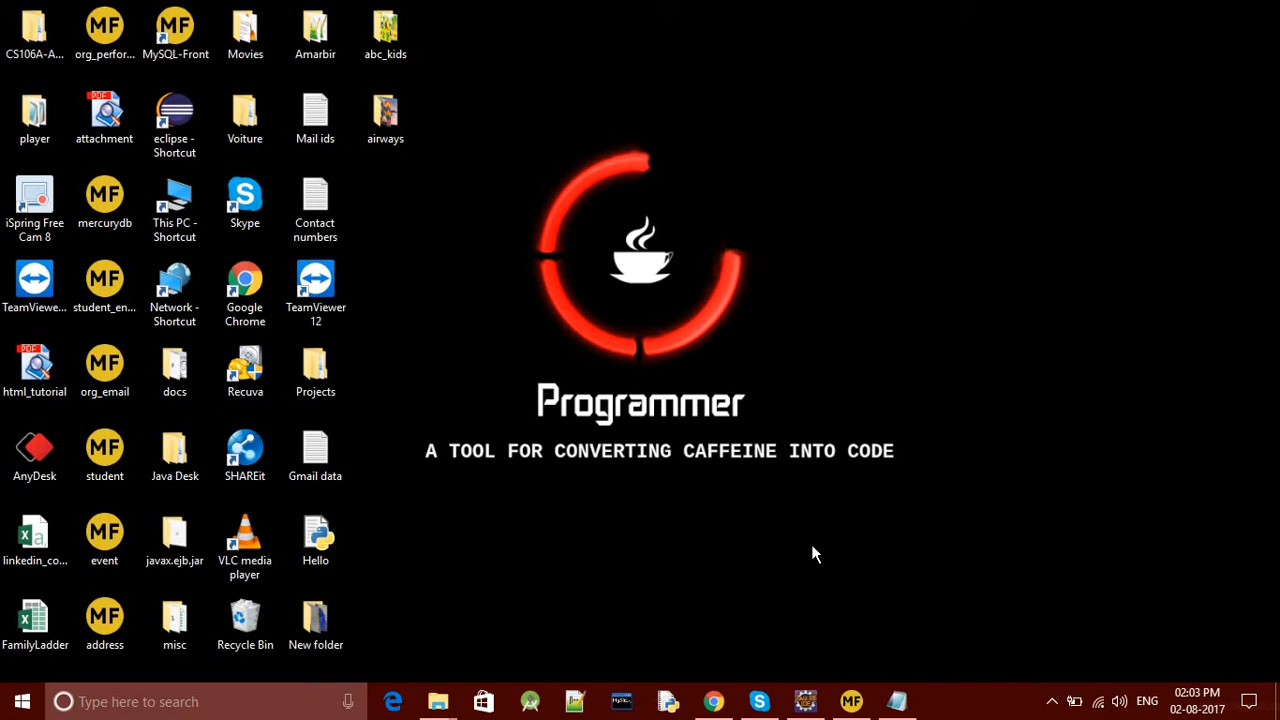 CS106A-A...
org_perfor...
MySQL-Front
Movies
Amarbir
abc_kids
player
attachment
eclipse -
Shortcut
Voiture
Mail ids
airways
iSpring Free
Cam 8
mercurydb
This PC -
Shortcut
Skype
Contact
numbers
TeamViewe...
student_en...
Network -
Shortcut
Google
Chrome
TeamViewer
12
html_tutorial
org_email
docs
Recuva
Projects
AnyDesk
student
Java Desk
SHAREit
Gmail data
linkedin_co...
event
javax.ejb.jar
VLC media
player
Hello
FamilyLadder
address
misc
Recycle Bin
New folder
Programmer
A TOOL FOR CONVERTING CAFFEINE INTO CODE
Type here to search
ENG
02:03 PM
02-08-2017